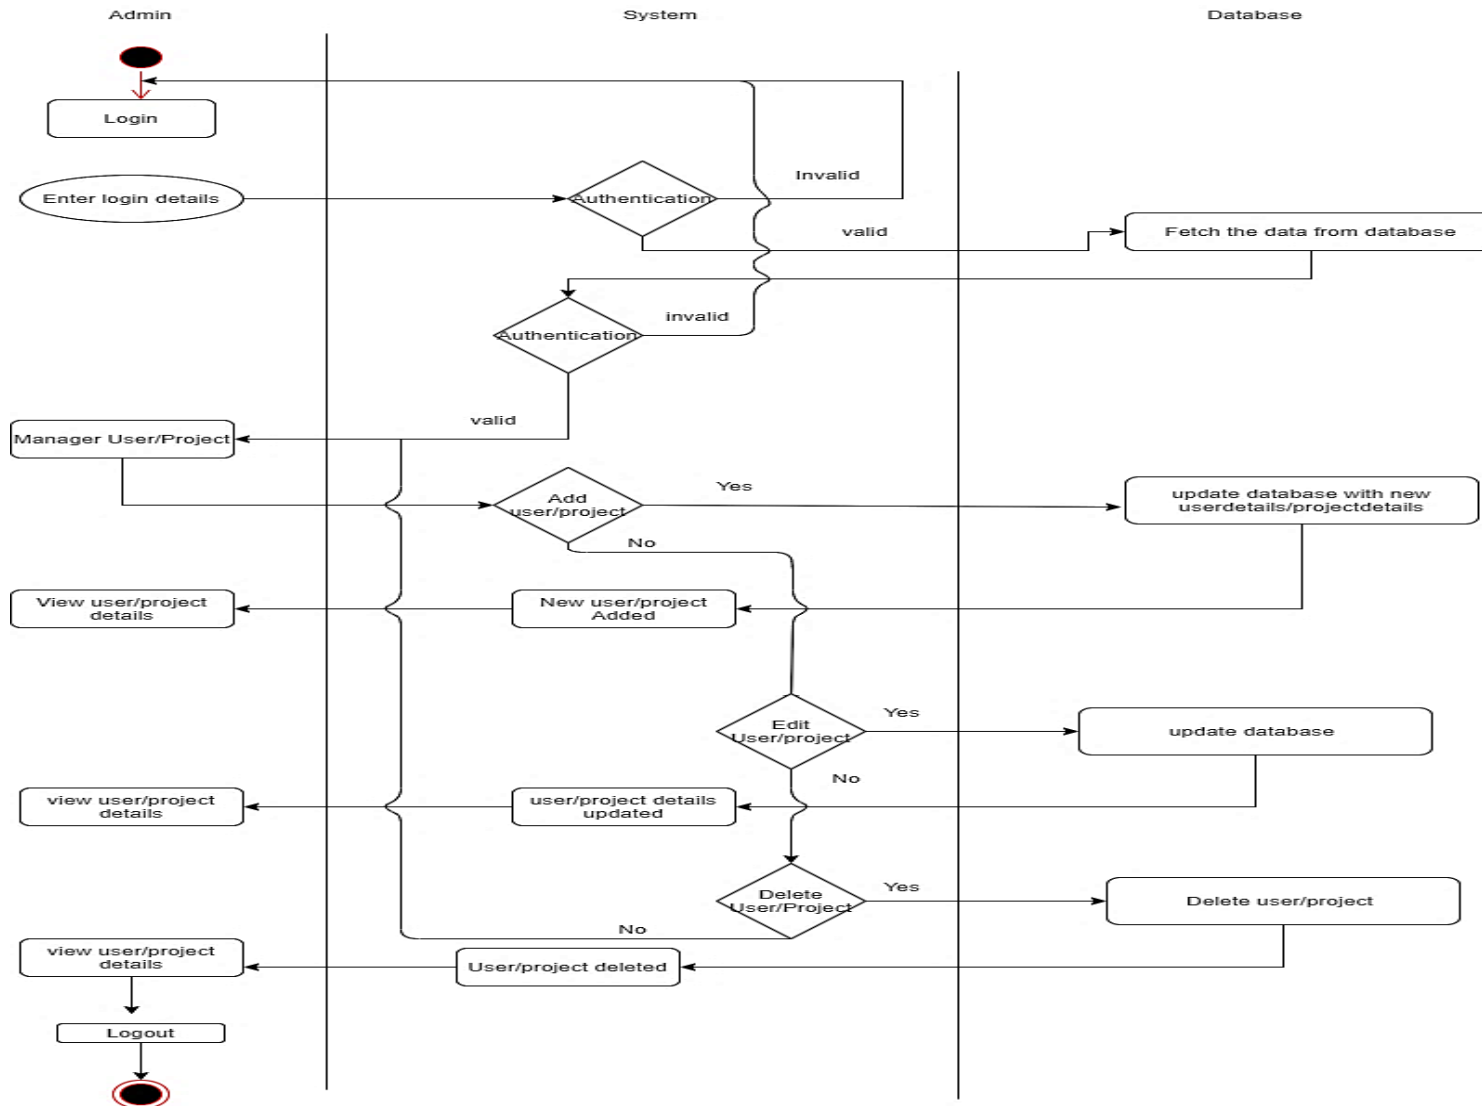 Admin
System
Database
Login
Enter login details
Authentication
Invalid
valid
Fetch the data from database
Authentication
invalid
valid
Manager User/Project
Add
user/project
Yes
update database with new
userdetails/projectdetails
No
View user/project
details
New user/project
Added
Edit
User/project
Yes
update database
No
view user/project
details
user/project details
updated
Delete
User/Project
Yes
Delete user/project
No
view user/project
details
User/project deleted
Logout